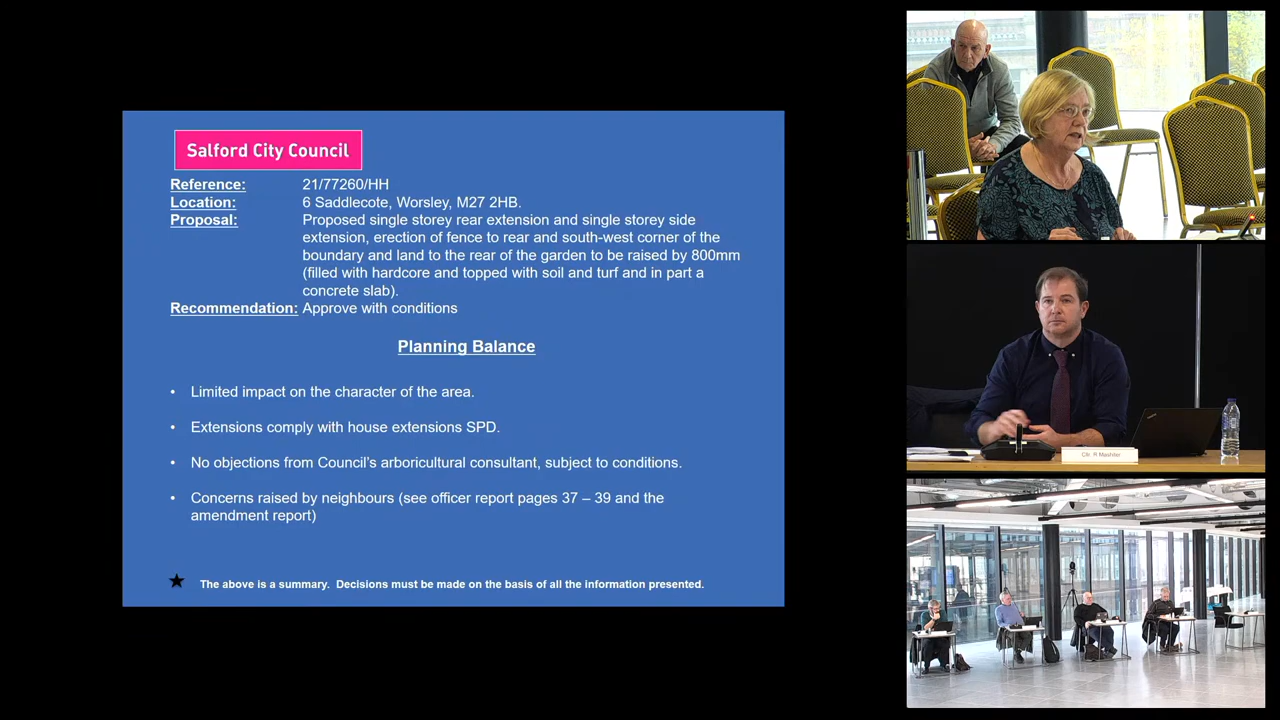 Salford City Council
Reference: 21/77260/HH
Location: 6 Saddlecote, Worsley, M27 2HB.
Proposal: Proposed single storey rear extension and single storey side
extension, erection of fence to rear and south-west corner of the
boundary and land to the rear of the garden to be raised by 800mm
(filled with hardcore and topped with soil and turf and in part a
concrete slab).
Recommendation: Approve with conditions
Planning Balance
• Limited impact on the character of the area.
• Extensions comply with house extensions SPD.
• No objections from Council's arboricultural consultant, subject to conditions.
• Concerns raised by neighbours (see officer report pages 37 – 39 and the
amendment report)
★ The above is a summary. Decisions must be made on the basis of all the information presented.
Cllr. R Mashiter